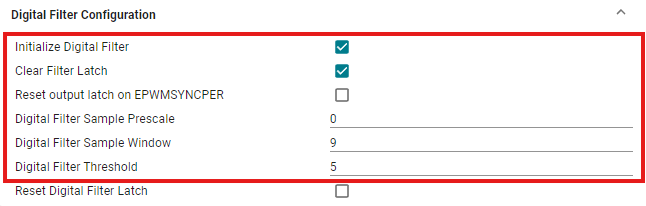 Digital Filter Configuration
Initialize Digital Filter
Clear Filter Latch
Reset output latch on EPWMSYNCPER
Digital Filter Sample Prescale 0
Digital Filter Sample Window 9
Digital Filter Threshold 5
Reset Digital Filter Latch